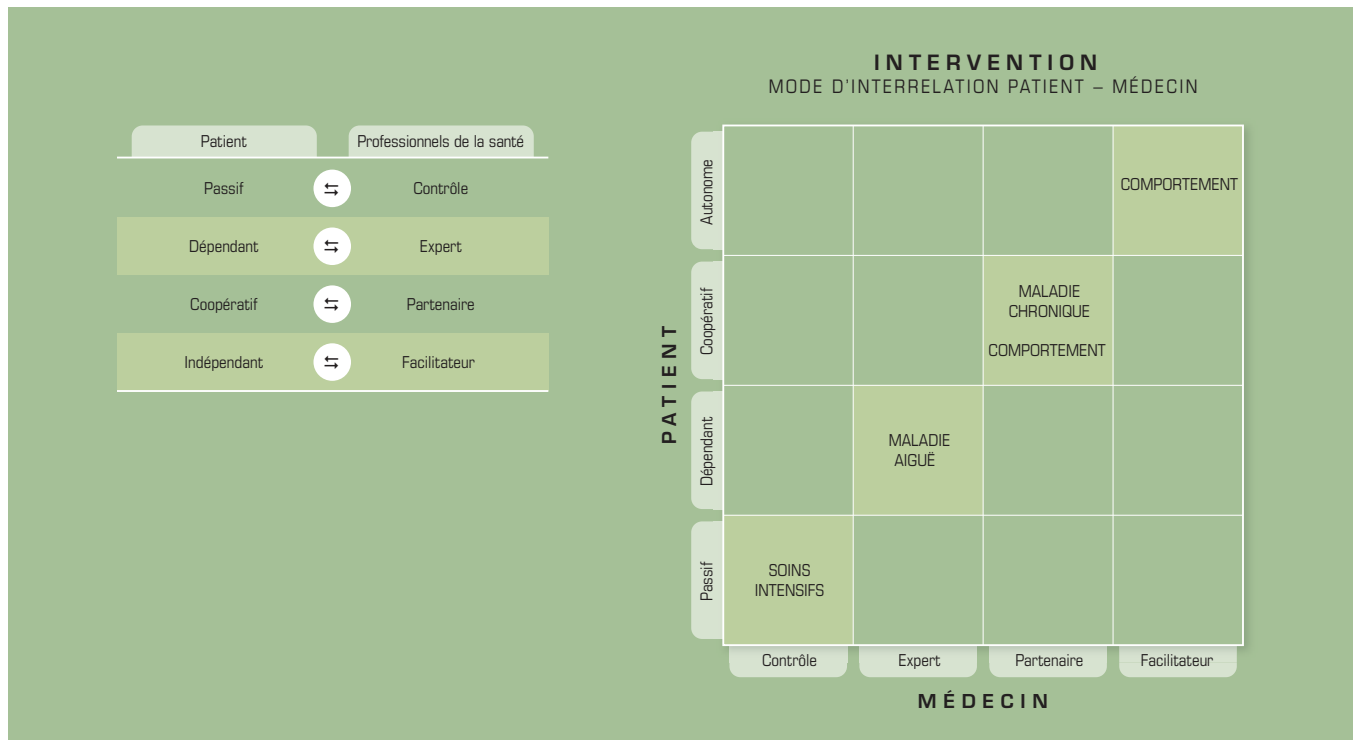 Patient
Professionnels de la santé
Passif
Contrôle
Dépendant
Expert
Coopératif
Partenaire
Indépendant
Facilitateur
INTERVENTION
MODE D'INTERRELATION PATIENT – MÉDECIN
PATIENT
Autonome
COMPORTEMENT
Coopératif
MALADIE
CHRONIQUE
COMPORTEMENT
Dépendant
MALADIE
AIGUË
Passif
SOINS
INTENSIFS
Contrôle
Expert
Partenaire
Facilitateur
MÉDECIN